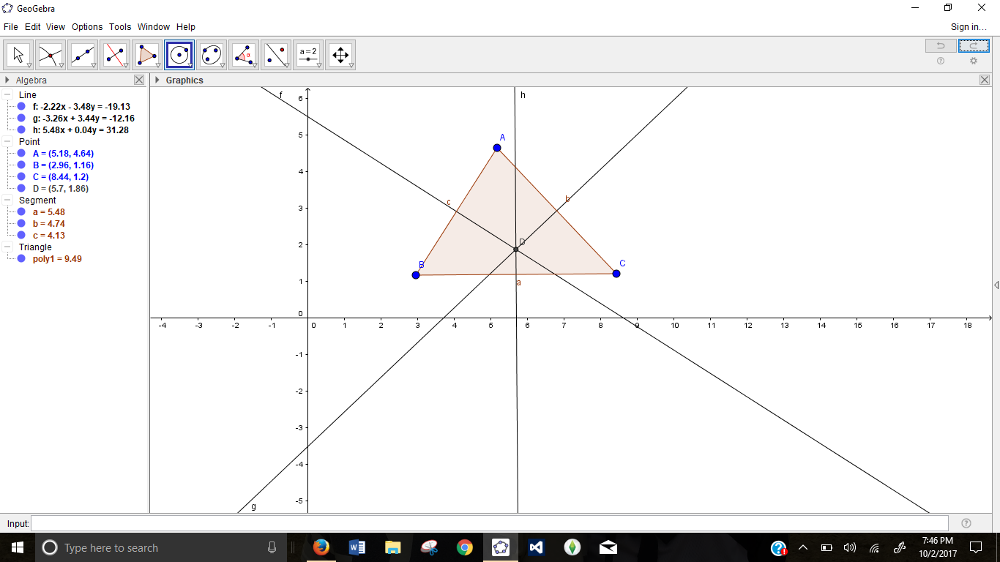 GeoGebra
File Edit View Options Tools Window Help
Sign in...
a = 2
α
Algebra
Graphics
Line
f: -2.22x - 3.48y = -19.13
g: -3.26x + 3.44y = -12.16
h: 5.48x + 0.04y = 31.28
Point
A = (5.18, 4.64)
B = (2.96, 1.16)
C = (8.44, 1.2)
D = (5.7, 1.86)
Segment
a = 5.48
b = 4.74
c = 4.13
Triangle
poly1 = 9.49
f
h
6
5
A
4
c
b
3
2
D
B
C
1
a
0
-4 -3 -2 -1 0 1 2 3 4 5 6 7 8 9 10 11 12 13 14 15 16 17 18
-1
-2
-3
-4
-5
g
Input:
Type here to search
7:46 PM
10/2/2017